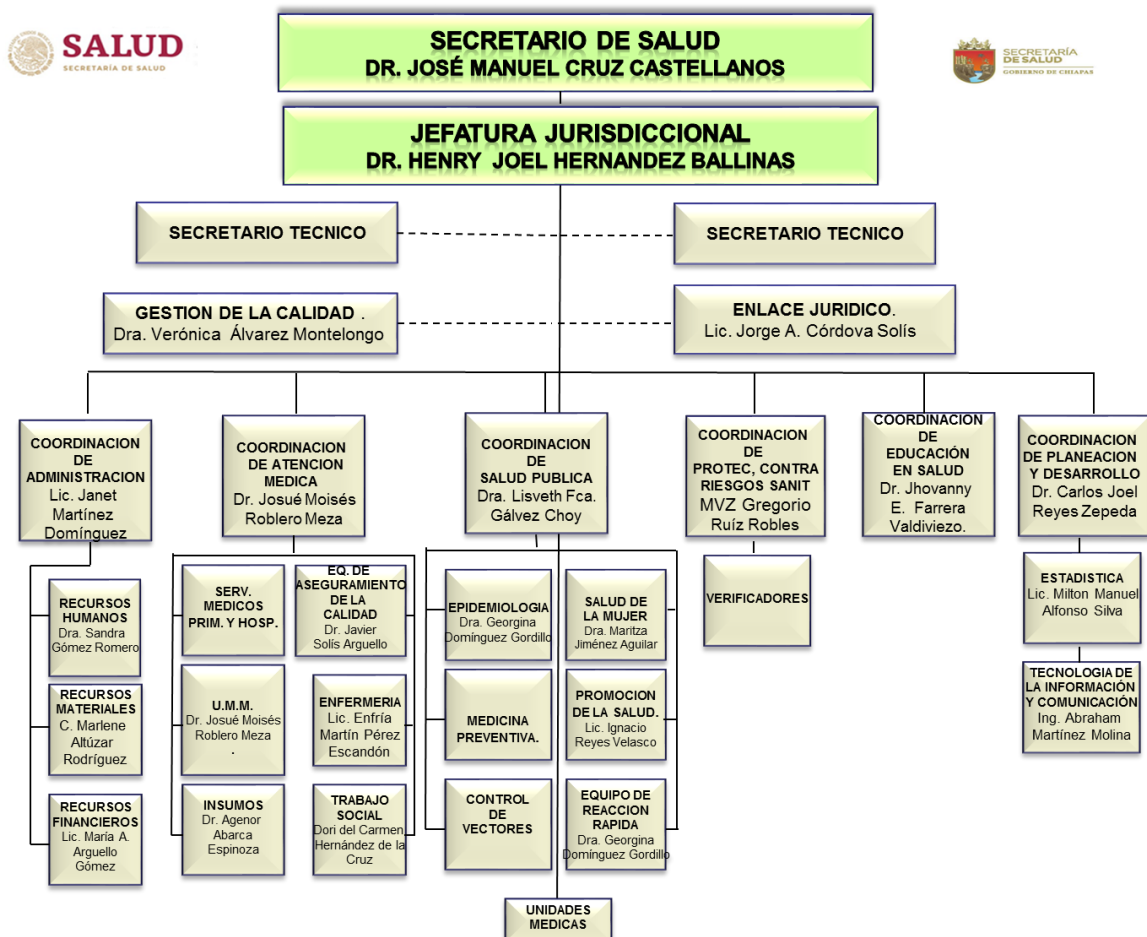 SALUD
SECRETARÍA DE SALUD
SECRETARIO DE SALUD
DR. JOSÉ MANUEL CRUZ CASTELLANOS
SECRETARÍA
DE SALUD
GOBIERNO DE CHIAPAS
JEFATURA JURISDICCIONAL
DR. HENRY JOEL HERNANDEZ BALLINAS
SECRETARIO TECNICO
SECRETARIO TECNICO
GESTION DE LA CALIDAD .
Dra. Verónica Álvarez Montelongo
ENLACE JURIDICO.
Lic. Jorge A. Córdova Solís
COORDINACION
DE
ADMINISTRACION
Lic. Janet
Martínez
Domínguez
COORDINACION
DE ATENCION
MEDICA
Dr. Josué Moisés
Roblero Meza
COORDINACION
DE
SALUD PUBLICA
Dra. Lisveth Fca.
Gálvez Choy
COORDINACION
DE
PROTEC, CONTRA
RIESGOS SANIT
MVZ Gregorio
Ruíz Robles
COORDINACION
DE
EDUCACIÓN
EN SALUD
Dr. Jhovanny
E. Farrera
Valdiviezo.
COORDINACION
DE PLANEACION
Y DESARROLLO
Dr. Carlos Joel
Reyes Zepeda
RECURSOS
HUMANOS
Dra. Sandra
Gómez Romero
RECURSOS
MATERIALES
C. Marlene
Altúzar
Rodríguez
RECURSOS
FINANCIEROS
Lic. María A.
Arguello
Gómez
SERV.
MEDICOS
PRIM. Y HOSP.
EQ. DE
ASEGURAMIENTO
DE LA
CALIDAD
Dr. Javier
Solís Arguello
U.M.M.
Dr. Josué Moisés
Roblero Meza
.
ENFERMERIA
Lic. Enfría
Martín Pérez
Escandón
INSUMOS
Dr. Agenor
Abarca
Espinoza
TRABAJO
SOCIAL
Dori del Carmen
Hernández de la
Cruz
EPIDEMIOLOGIA
Dra. Georgina
Domínguez Gordillo
SALUD DE
LA MUJER
Dra. Maritza
Jiménez Aguilar
MEDICINA
PREVENTIVA.
PROMOCION
DE LA SALUD.
Lic. Ignacio
Reyes Velasco
CONTROL
DE
VECTORES
EQUIPO DE
REACCION
RAPIDA
Dra. Georgina
Domínguez Gordillo
VERIFICADORES
ESTADISTICA
Lic. Milton Manuel
Alfonso Silva
TECNOLOGIA DE
LA INFORMACIÓN
Y COMUNICACIÓN
Ing. Abraham
Martínez Molina
UNIDADES
MEDICAS